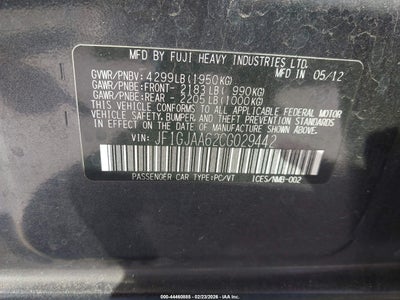 MFD BY FUJI HEAVY INDUSTRIES LTD.
GVWR/PNBV: 4299LB(1950KG) MFD IN 05/12
GAWR/PNBE:FRONT- 2183LB( 990KG)
GAWR/PNBE:REAR - 2205LB(1000KG)
THIS VEHICLE CONFORMS TO ALL APPLICABLE FEDERAL MOTOR
VEHICLE SAFETY, BUMPER, AND THEFT PREVENTION STANDARDS
IN EFFECT ON THE DATE OF MANUFACTURE SHOWN ABOVE.
VIN: JF1GJAA62CG029442
PASSENGER CAR TYPE:PC/VT ICES/NMB-002
000-44460885 - 02/23/2026 - IAA Inc. (US)